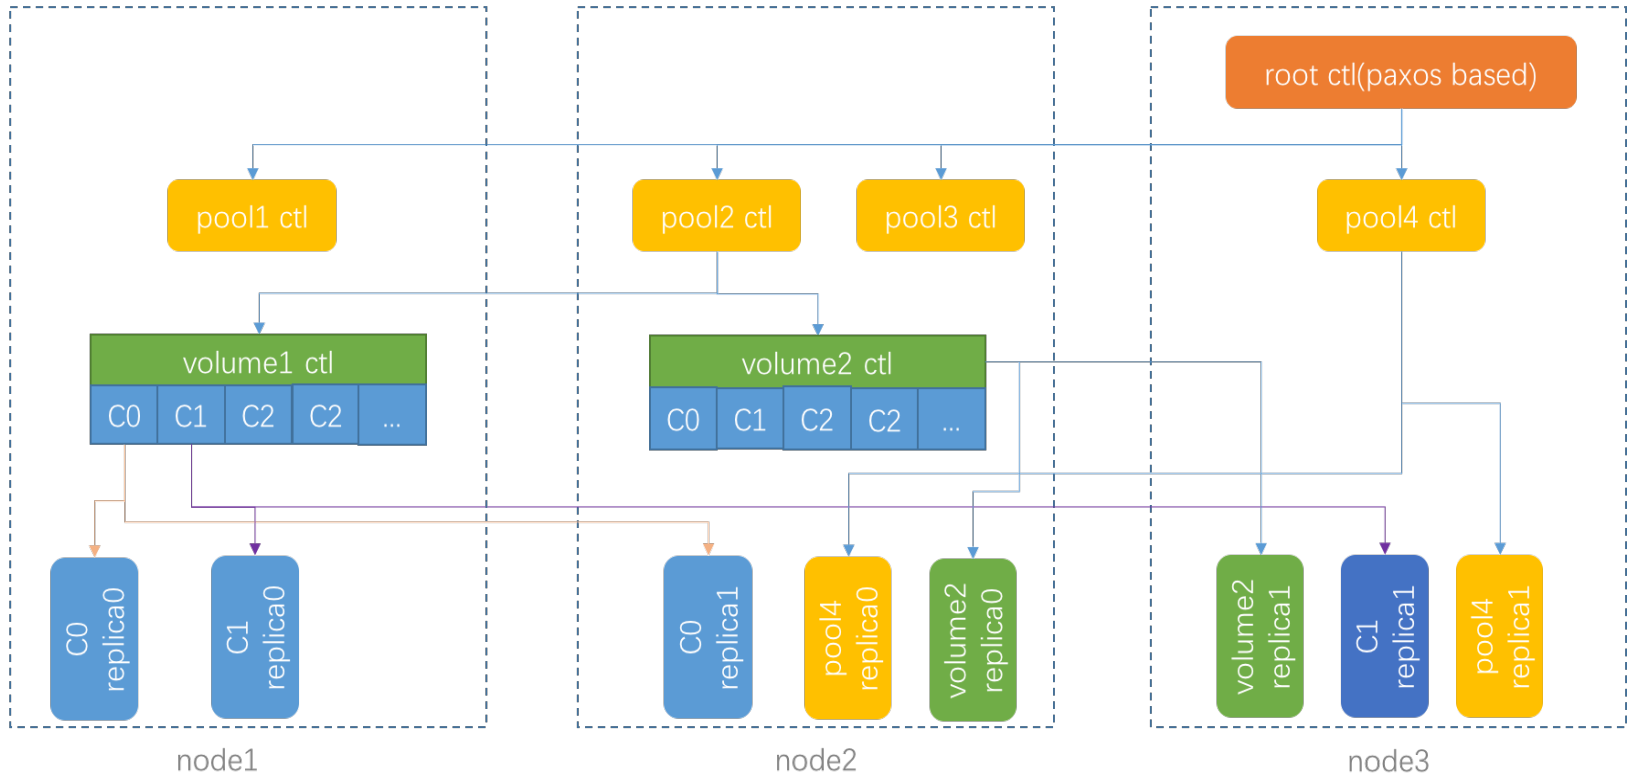 root ctl(paxos based)
pool1 ctl
pool2 ctl
pool3 ctl
pool4 ctl
volume1 ctl
C0
C1
C2
C2
...
volume2 ctl
C0
C1
C2
C2
...
C0
replica0
C1
replica0
C0
replica1
pool4
replica0
volume2
replica0
volume2
replica1
C1
replica1
pool4
replica1
node1
node2
node3